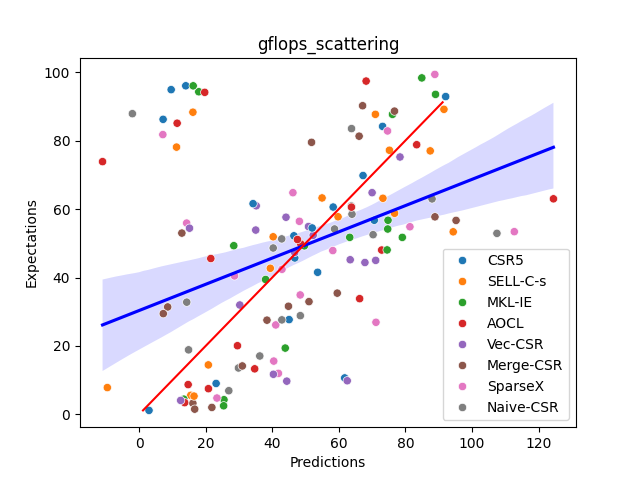 gflops_scattering
Expectations
100
80
60
40
20
0
CSR5
SELL-C-s
MKL-IE
AOCL
Vec-CSR
Merge-CSR
SparseX
Naive-CSR
0 20 40 60 80 100 120
Predictions